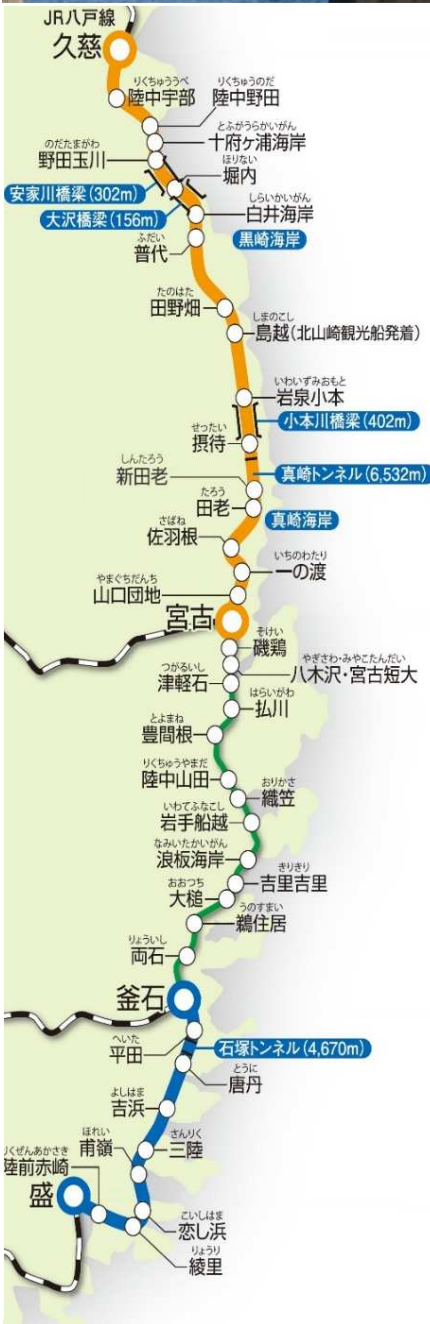 JR八戸線
久慈
りくちゅううべ
陸中宇部
りくちゅうのだ
陸中野田
とふがうらかいがん
十府ヶ浦海岸
のだたまがわ
野田玉川
ほりない
堀内
安家川橋梁(302m)
大沢橋梁(156m)
しらいかいがん
白井海岸
ふだい
普代
黒崎海岸
たのはた
田野畑
しまのこし
島越(北山崎観光船発着)
いわいずみおもと
岩泉小本
小本川橋梁(402m)
せったい
摂待
しんたろう
新田老
真崎トンネル(6,532m)
たろう
田老
真崎海岸
さばね
佐羽根
いちのわたり
一の渡
やまぐちだんち
山口団地
宮古
そけい
磯鶏
やぎさわ・みやこたんだい
八木沢・宮古短大
つがるいし
津軽石
はらいがわ
払川
とよまね
豊間根
りくちゅうやまだ
陸中山田
おりかさ
織笠
いわてふなこし
岩手船越
なみいたかいがん
浪板海岸
きりきり
吉里吉里
おおつち
大槌
うのすまい
鵜住居
りょういし
両石
釜石
へいた
平田
石塚トンネル(4,670m)
とうに
唐丹
よしはま
吉浜
さんりく
三陸
ほれい
甫嶺
りくぜんあかさき
陸前赤崎
盛
こいしはま
恋し浜
りょうり
綾里